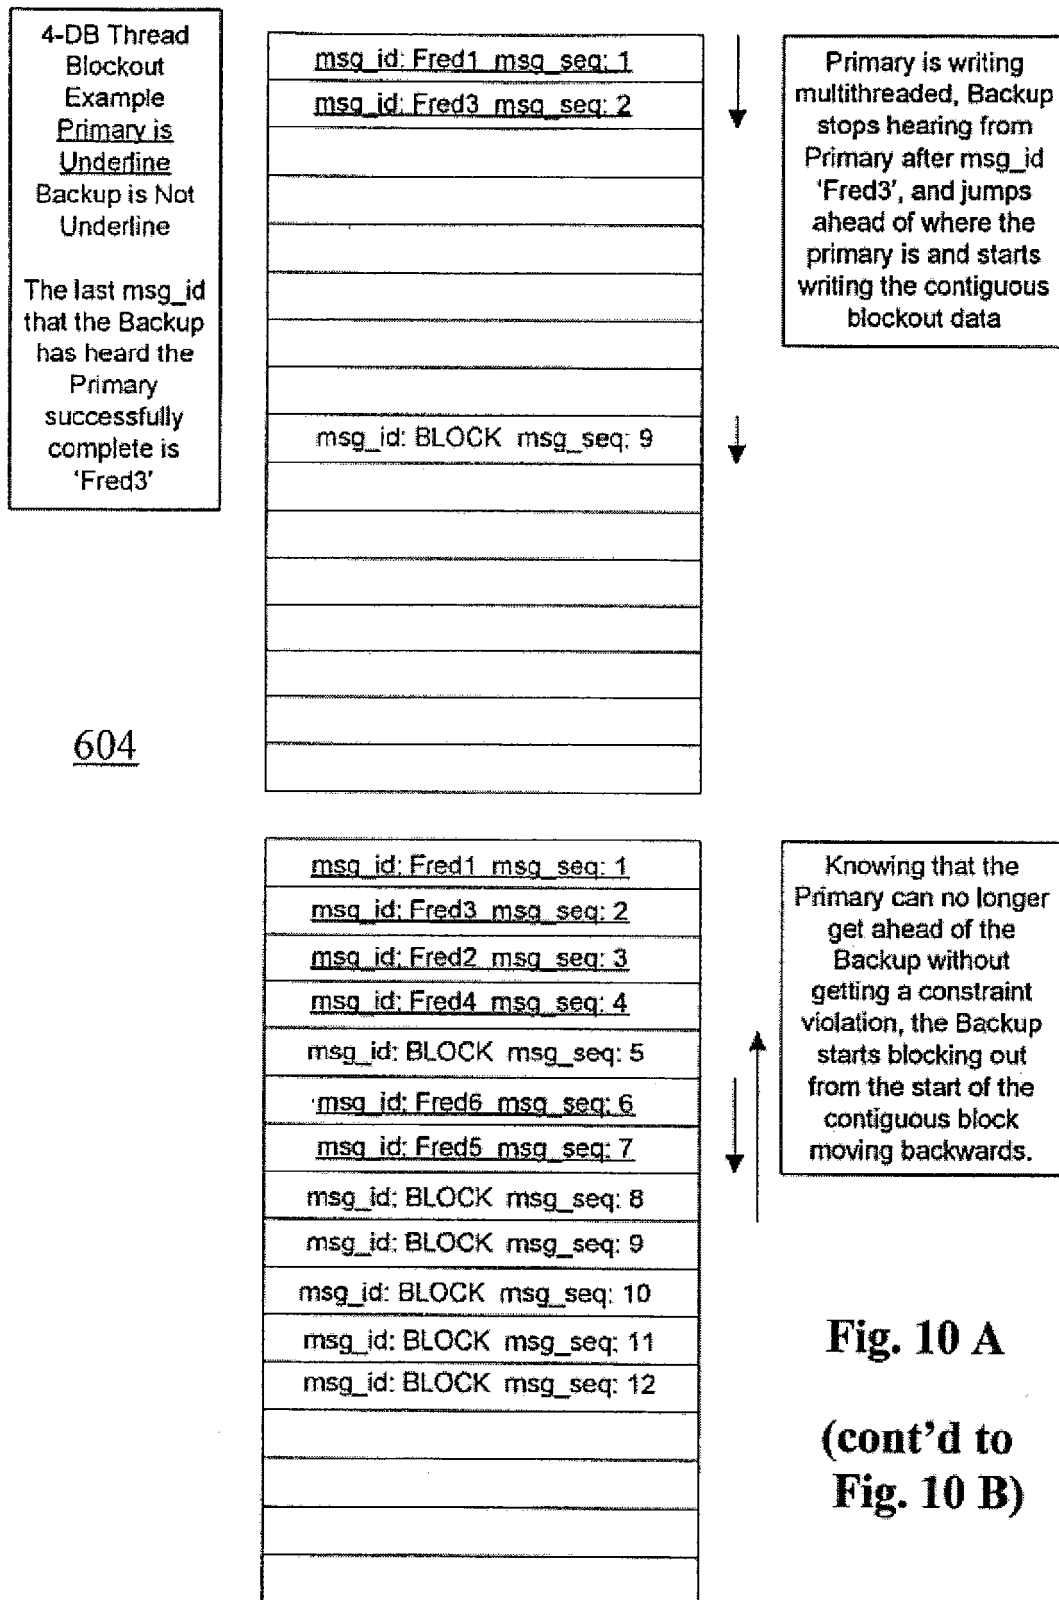 4-DB Thread
Blockout
Example
Primary is
Underline
Backup is Not
Underline
The last msg_id
that the Backup
has heard the
Primary
successfully
complete is
'Fred3'
msg_id: Fred1 msg_seq: 1
msg_id: Fred3 msg_seq: 2
msg_id: BLOCK msg_seq: 9
Primary is writing
multithreaded, Backup
stops hearing from
Primary after msg_id
'Fred3', and jumps
ahead of where the
primary is and starts
writing the contiguous
blockout data
604
msg_id: Fred1 msg_seq: 1
msg_id: Fred3 msg_seq: 2
msg_id: Fred2 msg_seq: 3
msg_id: Fred4 msg_seq: 4
msg_id: BLOCK msg_seq: 5
msg_id: Fred6 msg_seq: 6
msg_id: Fred5 msg_seq: 7
msg_id: BLOCK msg_seq: 8
msg_id: BLOCK msg_seq: 9
msg_id: BLOCK msg_seq: 10
msg_id: BLOCK msg_seq: 11
msg_id: BLOCK msg_seq: 12
Knowing that the
Primary can no longer
get ahead of the
Backup without
getting a constraint
violation, the Backup
starts blocking out
from the start of the
contiguous block
moving backwards.
Fig. 10 A
(cont'd to
Fig. 10 B)